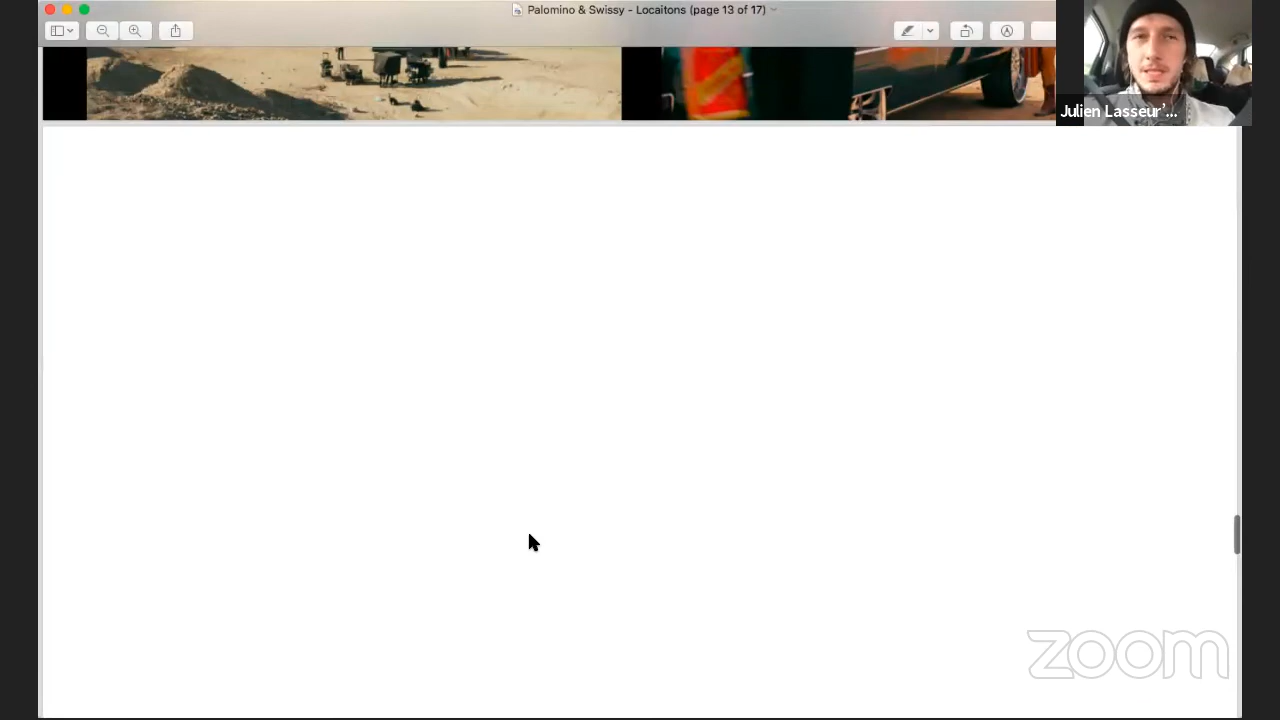 Palomino & Swissy - Locaitons (page 13 of 17)
Julien Lasseur'...
zoom